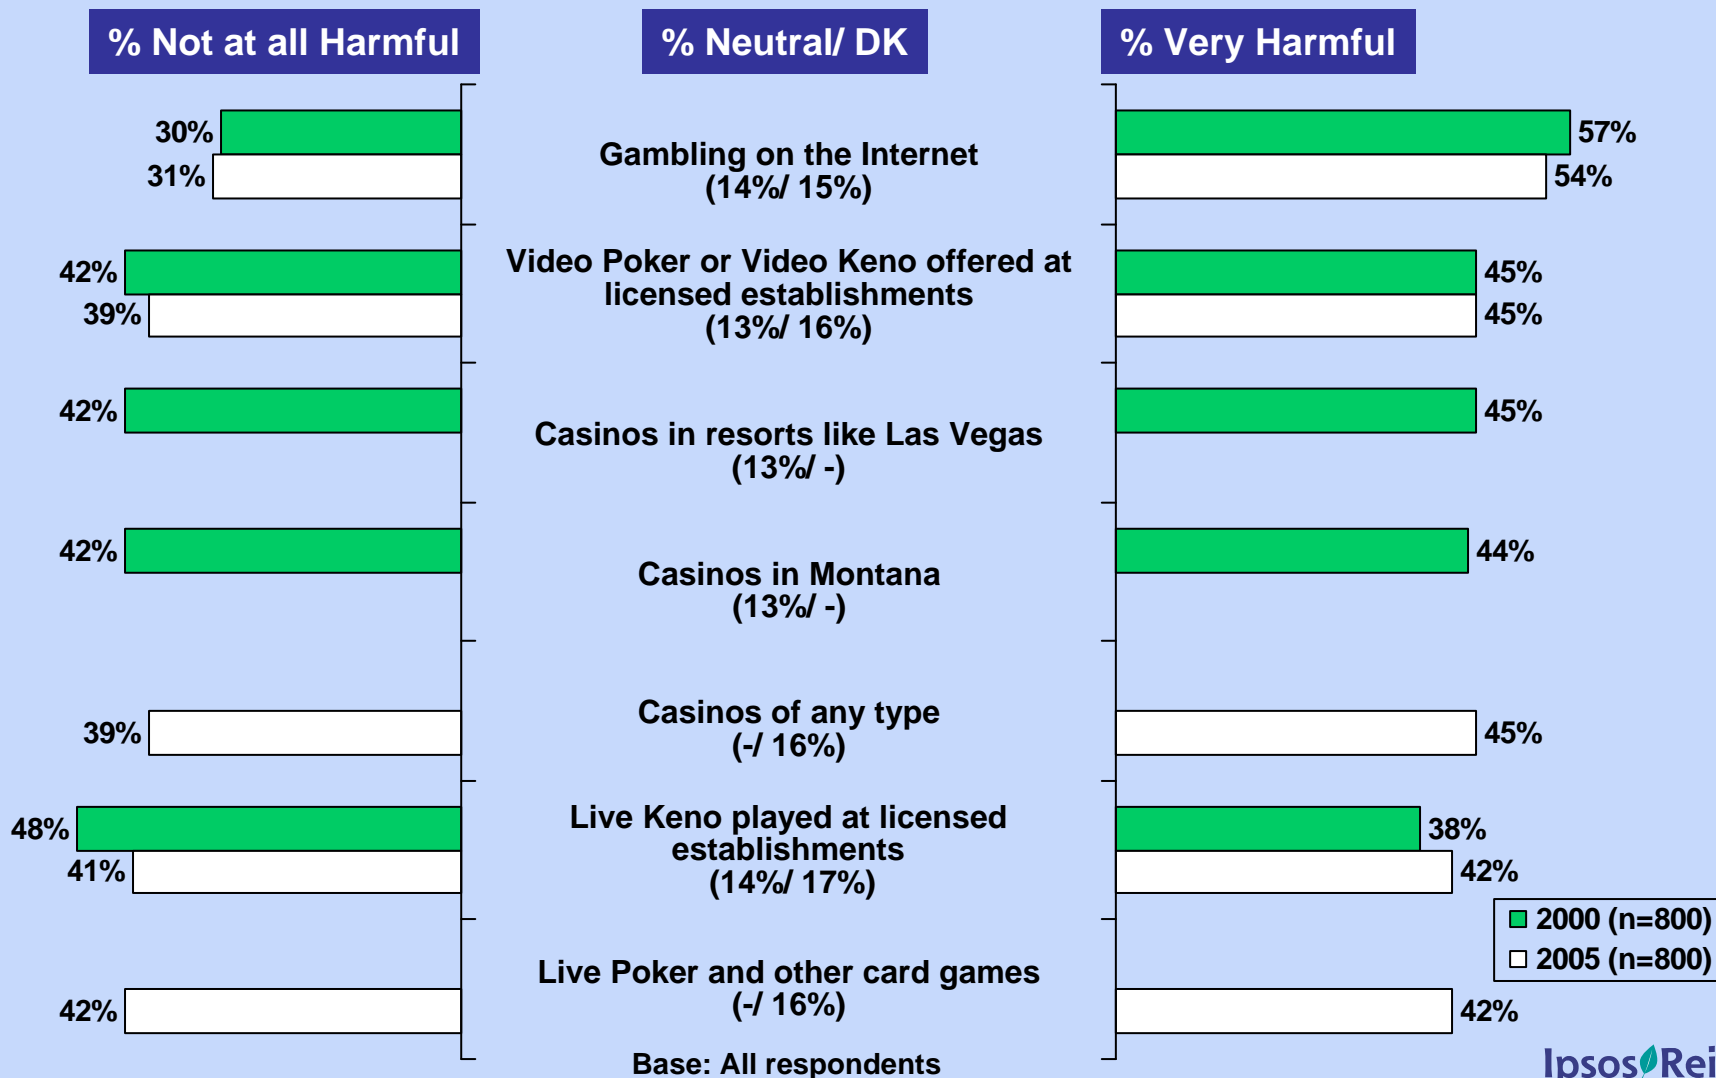 % Not at all Harmful
% Neutral/ DK
% Very Harmful
30%
31%
Gambling on the Internet
(14%/ 15%)
57%
54%
42%
39%
Video Poker or Video Keno offered at
licensed establishments
(13%/ 16%)
45%
45%
42%
Casinos in resorts like Las Vegas
(13%/ -)
45%
42%
Casinos in Montana
(13%/ -)
44%
39%
Casinos of any type
(-/ 16%)
45%
48%
41%
Live Keno played at licensed
establishments
(14%/ 17%)
38%
42%
2000 (n=800)
2005 (n=800)
42%
Live Poker and other card games
(-/ 16%)
42%
Base: All respondents
Ipsos Rei